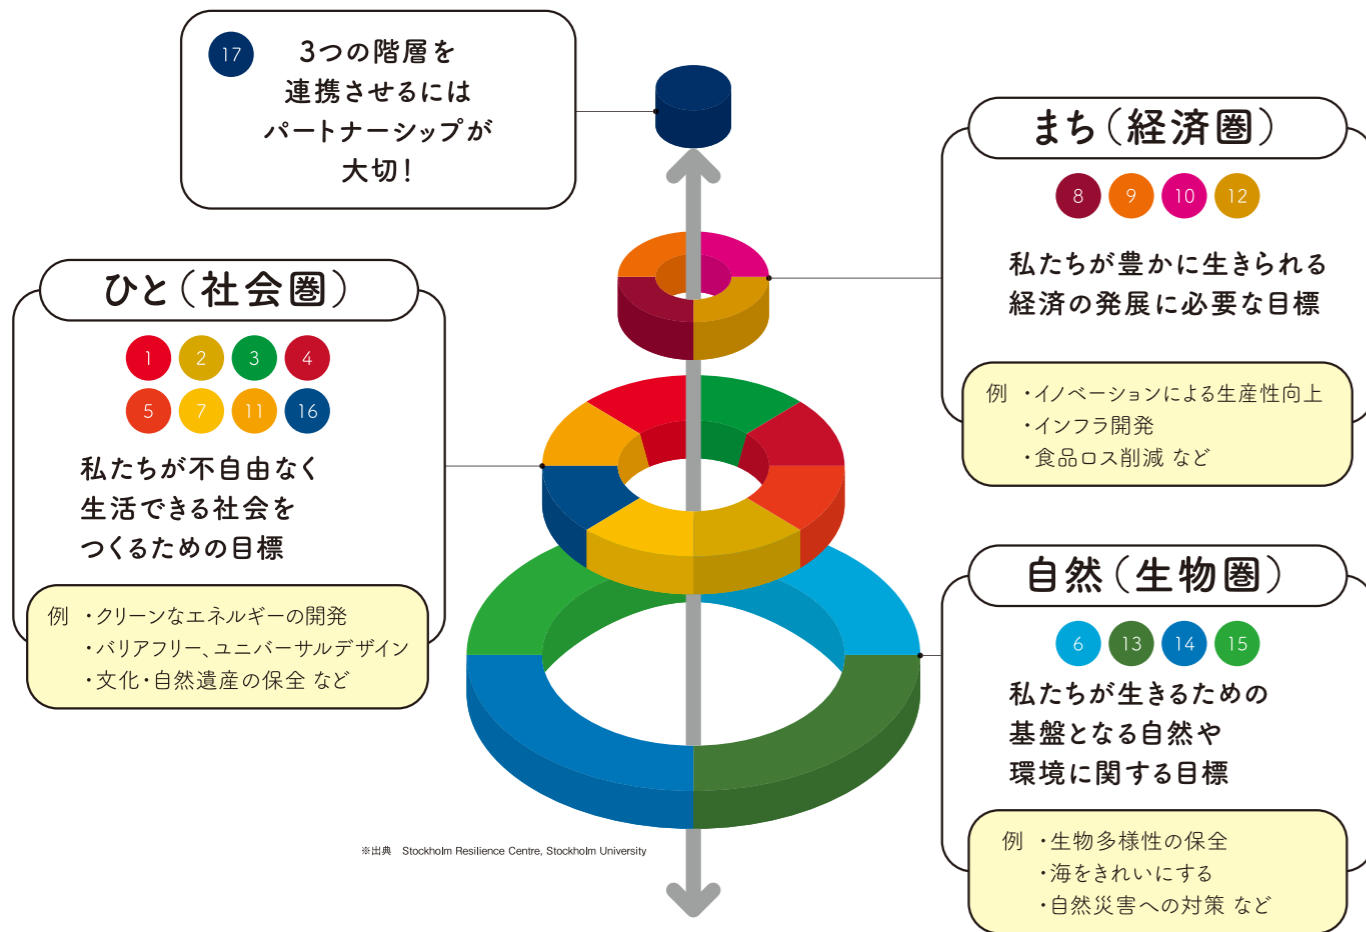 17
3つの階層を
連携させるには
パートナーシップが
大切！
まち（経済圏）
8 9 10 12
私たちが豊かに生きられる
経済の発展に必要な目標
例 ・イノベーションによる生産性向上
・インフラ開発
・食品ロス削減 など
ひと（社会圏）
1 2 3 4
5 7 11 16
私たちが不自由なく
生活できる社会を
つくるための目標
例 ・クリーンなエネルギーの開発
・バリアフリー、ユニバーサルデザイン
・文化・自然遺産の保全 など
自然（生物圏）
6 13 14 15
私たちが生きるための
基盤となる自然や
環境に関する目標
例 ・生物多様性の保全
・海をきれいにする
・自然災害への対策 など
※出典 Stockholm Resilience Centre, Stockholm University